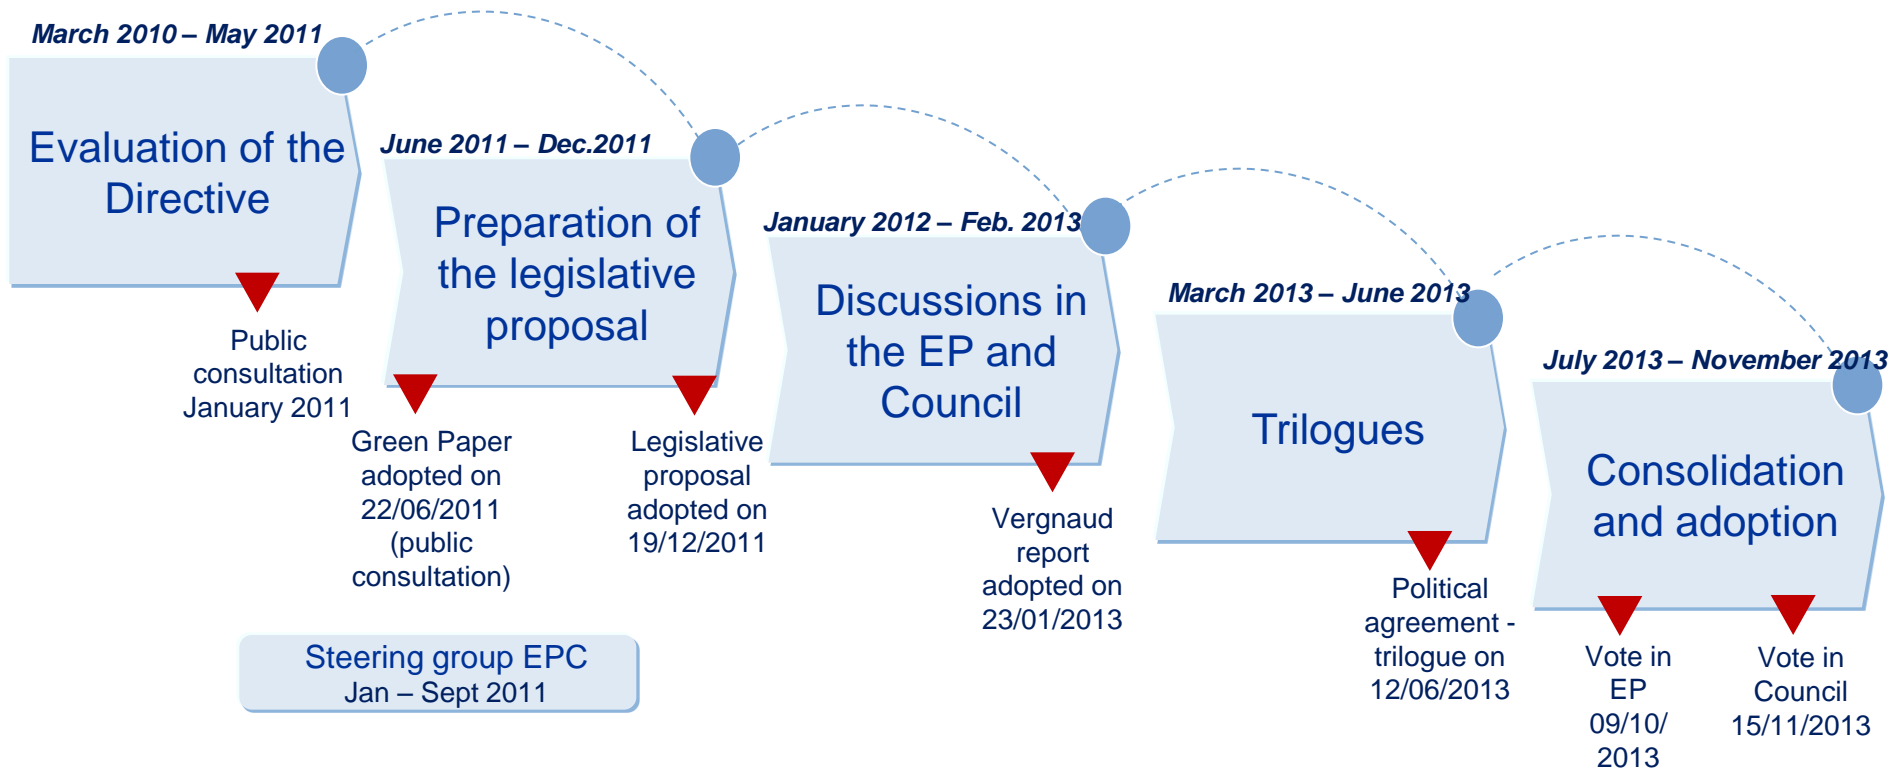 March 2010 – May 2011
Evaluation of the
Directive
Public
consultation
January 2011
June 2011 – Dec.2011
Preparation of
the legislative
proposal
Green Paper
adopted on
22/06/2011
(public
consultation)
Legislative
proposal
adopted on
19/12/2011
Steering group EPC
Jan – Sept 2011
January 2012 – Feb. 2013
Discussions in
the EP and
Council
Vergnaud
report
adopted on
23/01/2013
March 2013 – June 2013
Trilogues
Political
agreement -
trilogue on
12/06/2013
July 2013 – November 2013
Consolidation
and adoption
Vote in
EP
09/10/
2013
Vote in
Council
15/11/2013